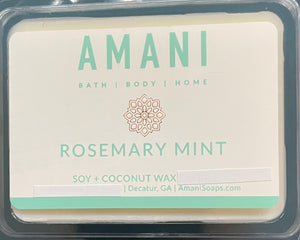 AMANI
BATH | BODY | HOME
ROSEMARY MINT
SOY + COCONUT WAX
| Decatur, GA | AmaniSoaps.com